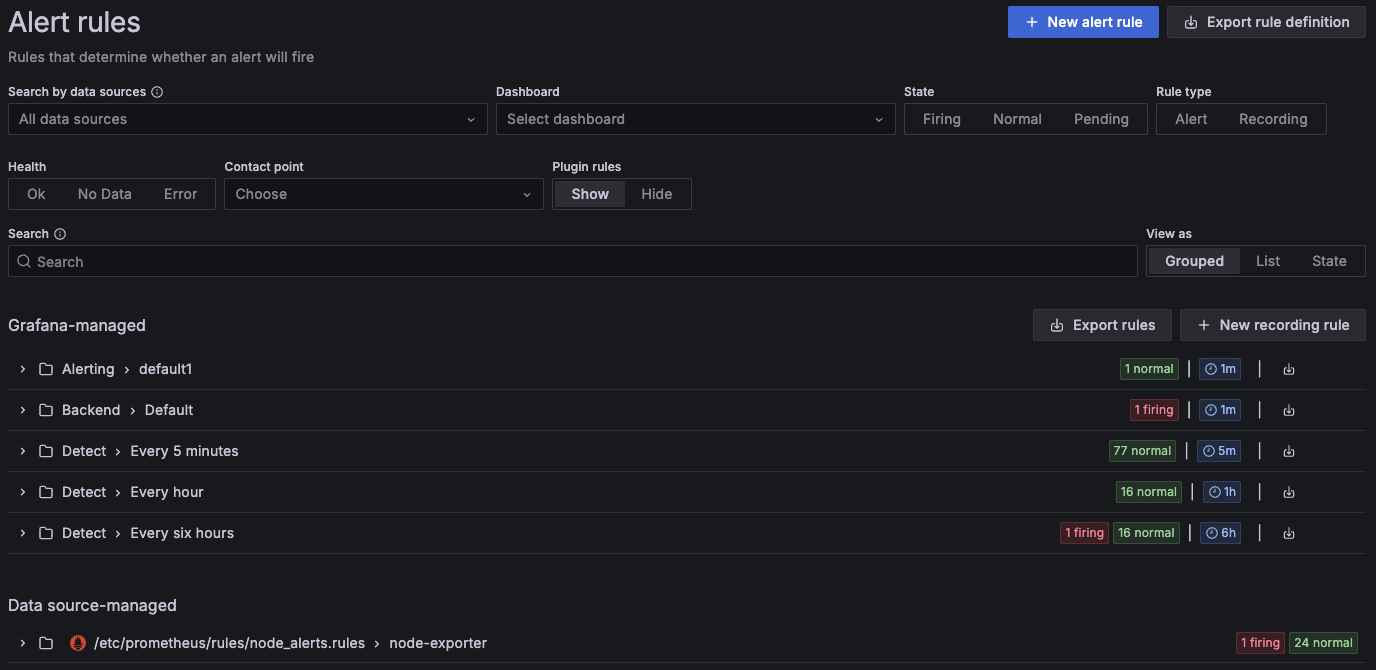 Alert rules
+ New alert rule
Export rule definition
Rules that determine whether an alert will fire
Search by data sources
Dashboard
State
Rule type
All data sources
Select dashboard
Firing Normal Pending
Alert Recording
Health
Contact point
Plugin rules
Ok No Data Error
Choose
Show Hide
Search
View as
Search
Grouped List State
Grafana-managed
Export rules
+ New recording rule
Alerting > default1 1 normal | 1m |
Backend > Default 1 firing | 1m |
Detect > Every 5 minutes 77 normal | 5m |
Detect > Every hour 16 normal | 1h |
Detect > Every six hours 1 firing 16 normal | 6h |
Data source-managed
/etc/prometheus/rules/node_alerts.rules > node-exporter 1 firing 24 normal